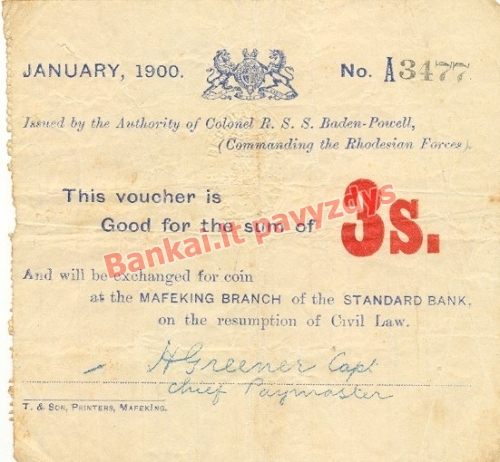 JANUARY, 1900.
No. A3477
Issued by the Authority of Colonel R. S. S. Baden-Powell,
(Commanding the Rhodesian Forces).
This voucher is
Good for the sum of 3s.
Bankai.lt pavyzdys
And will be exchanged for coin
at the MAFEKING BRANCH of the STANDARD BANK,
on the resumption of Civil Law.
H Greener Capt
Chief Paymaster
T. & SON, PRINTERS, MAFEKING.